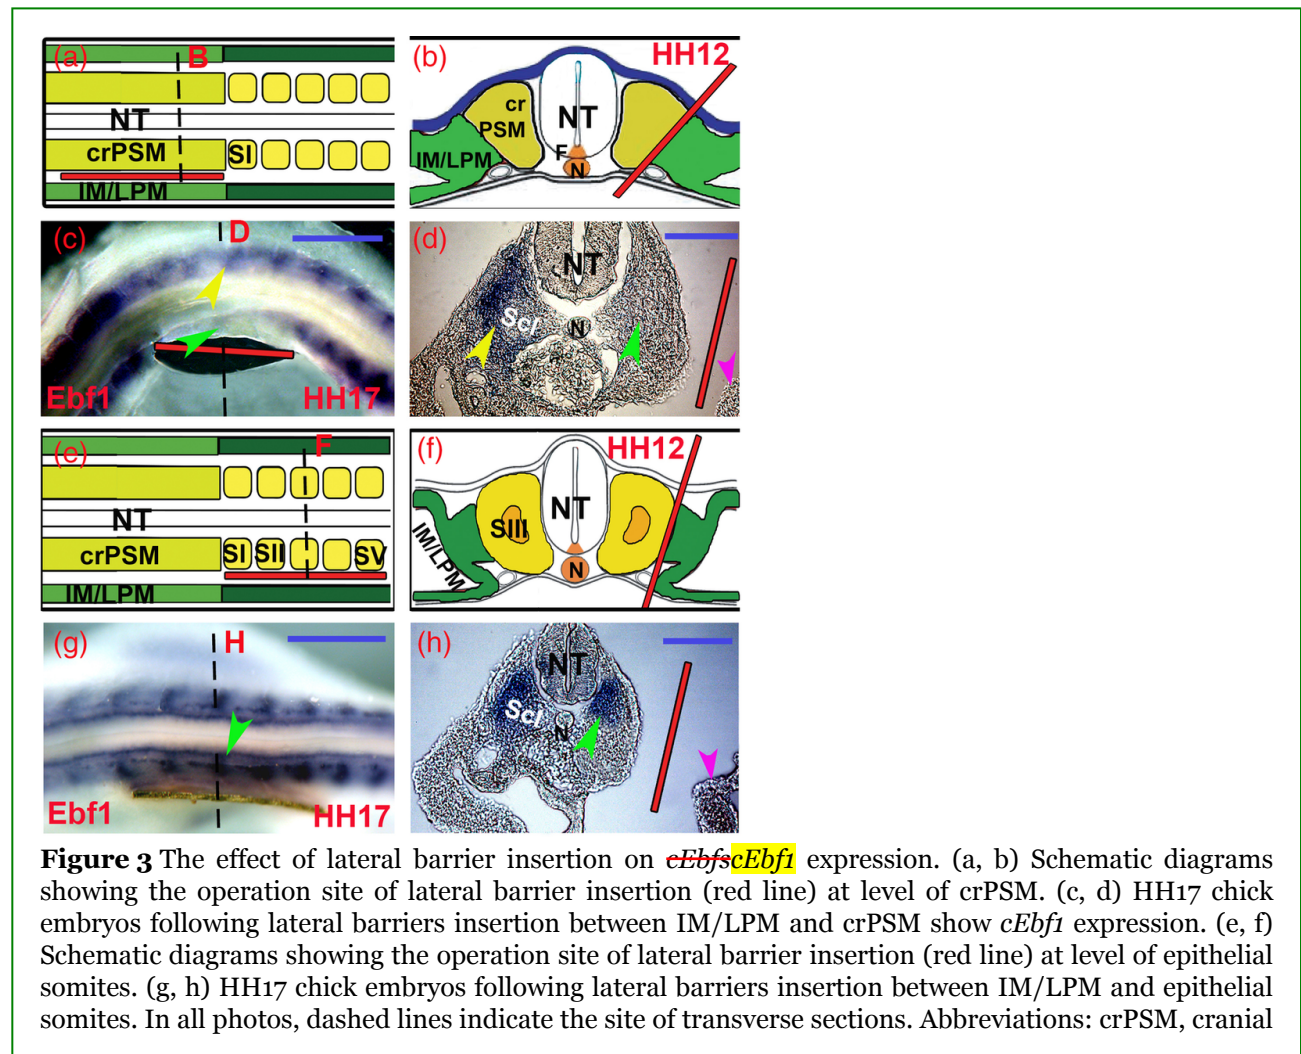 (a) B
NT
crPSM SI
IM/LPM
(b) HH12
cr
PSM NT
IM/LPM F
N
(c) D
Ebf1 HH17
(d)
NT
Scl N
(e) F
NT
crPSM SI SII SV
IM/LPM
(f) HH12
NT
SIII
IM/LPM N
(g) H
Ebf1 HH17
(h)
NT
Scl
N
Figure 3 The effect of lateral barrier insertion on cEbfscEbf1 expression. (a, b) Schematic diagrams
showing the operation site of lateral barrier insertion (red line) at level of crPSM. (c, d) HH17 chick
embryos following lateral barriers insertion between IM/LPM and crPSM show cEbf1 expression. (e, f)
Schematic diagrams showing the operation site of lateral barrier insertion (red line) at level of epithelial
somites. (g, h) HH17 chick embryos following lateral barriers insertion between IM/LPM and epithelial
somites. In all photos, dashed lines indicate the site of transverse sections. Abbreviations: crPSM, cranial